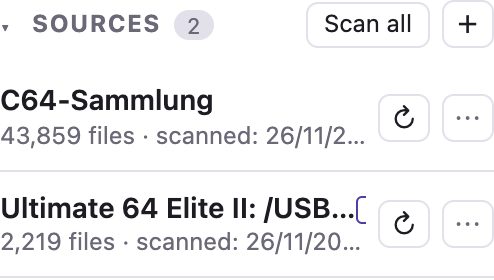 ▾ SOURCES 2 Scan all +
C64-Sammlung
43,859 files · scanned: 26/11/2...
Ultimate 64 Elite II: /USB...
2,219 files · scanned: 26/11/20...